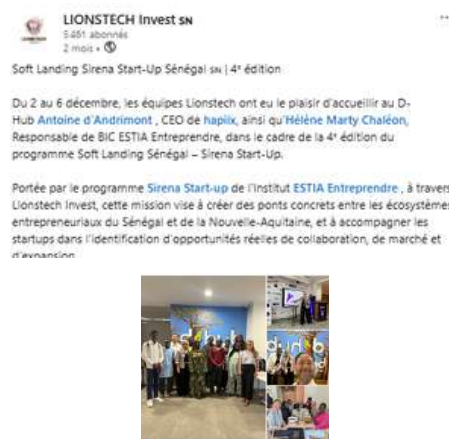 LIONSTECH Invest SN
5 461 abonnés
2 mois •
Soft Landing Sirena Start-Up Sénégal SN | 4ᵉ édition
Du 2 au 6 décembre, les équipes Lionstech ont eu le plaisir d'accueillir au D-
Hub Antoine d'Andrimont , CEO de hapiix, ainsi qu'Hélène Marty Chaléon,
Responsable de BIC ESTIA Entreprendre, dans le cadre de la 4ᵉ édition du
programme Soft Landing Sénégal – Sirena Start-Up.
Portée par le programme Sirena Start-up de l'Institut ESTIA Entreprendre , à travers
Lionstech Invest, cette mission vise à créer des ponts concrets entre les écosystèmes
entrepreneuriaux du Sénégal et de la Nouvelle-Aquitaine, et à accompagner les
startups dans l'identification d'opportunités réelles de collaboration, de marché et
d'expansion